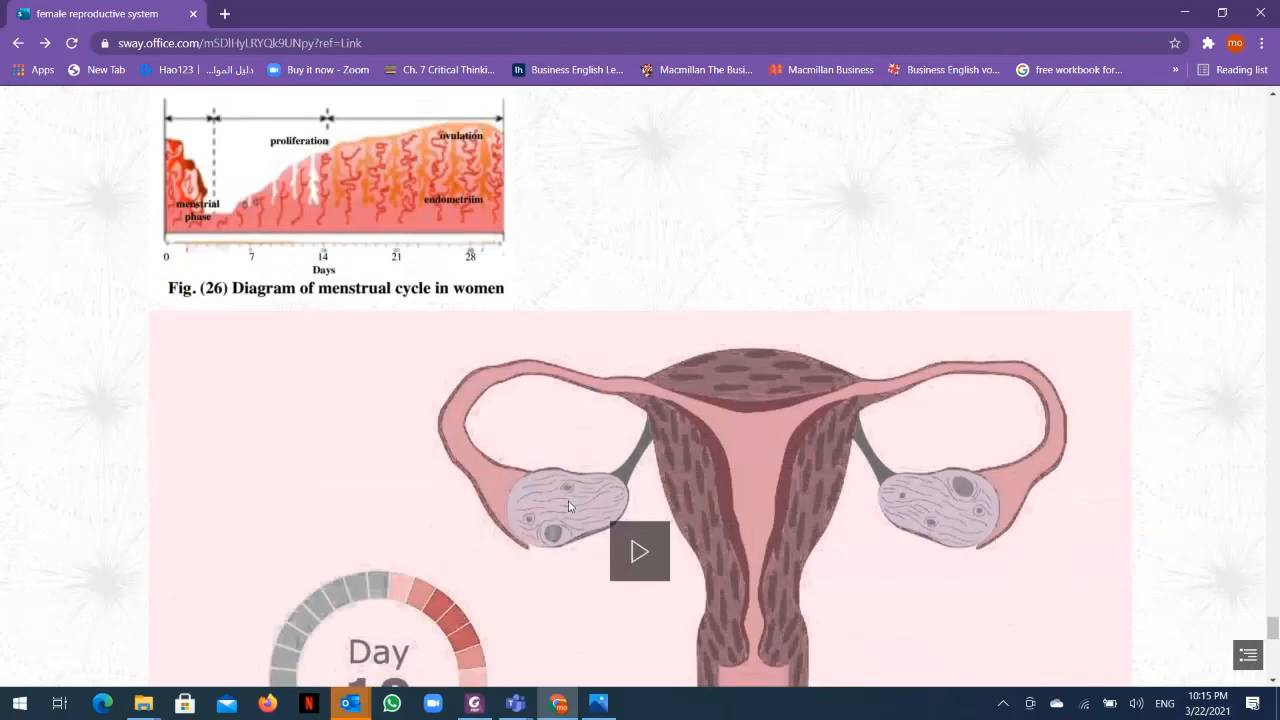 female reproductive system
sway.office.com/mSDlHyLRYQk9UNpy?ref=Link
mo
Apps
New Tab
Hao123 | دليل الموا...
Buy it now - Zoom
Ch. 7 Critical Thinki...
Business English Le...
Macmillan The Busi...
Macmillan Business
Business English vo...
free workbook for...
»
Reading list
proliferation
ovulation
menstrial
phase
endometriim
0 7 14 21 28
Days
Fig. (26) Diagram of menstrual cycle in women
Day
10:15 PM
ENG
3/22/2021